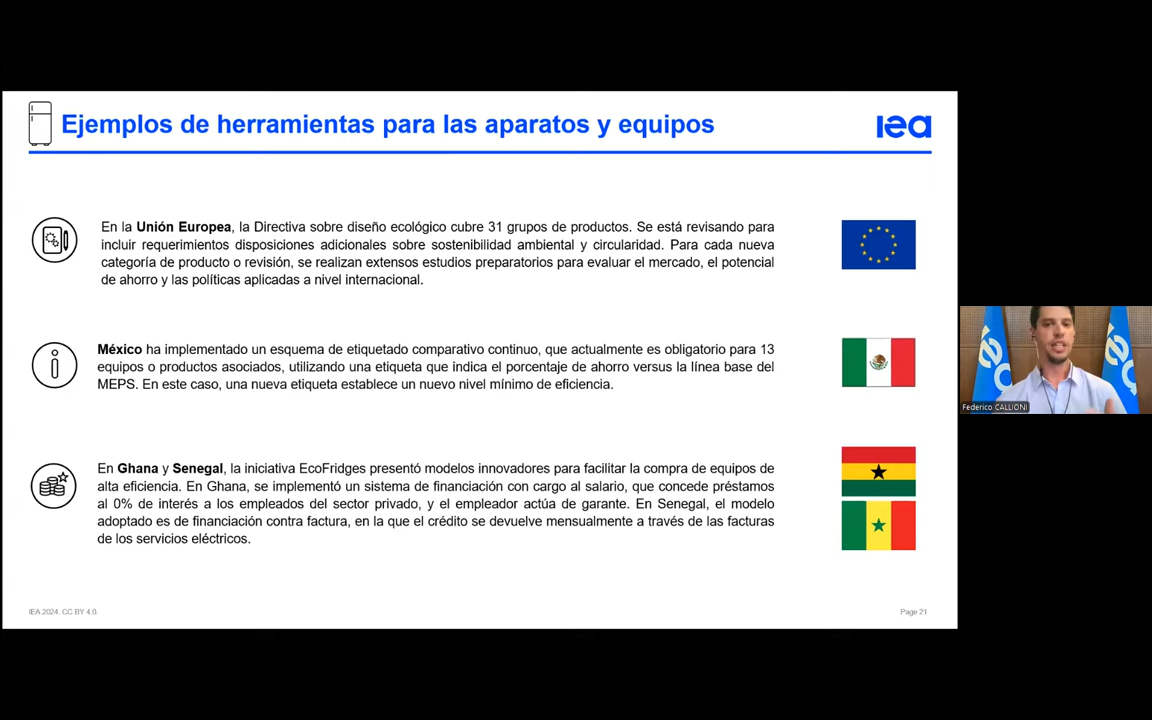 Ejemplos de herramientas para las aparatos y equipos
iea
En la Unión Europea, la Directiva sobre diseño ecológico cubre 31 grupos de productos. Se está revisando para
incluir requerimientos disposiciones adicionales sobre sostenibilidad ambiental y circularidad. Para cada nueva
categoría de producto o revisión, se realizan extensos estudios preparatorios para evaluar el mercado, el potencial
de ahorro y las políticas aplicadas a nivel internacional.
México ha implementado un esquema de etiquetado comparativo continuo, que actualmente es obligatorio para 13
equipos o productos asociados, utilizando una etiqueta que indica el porcentaje de ahorro versus la línea base del
MEPS. En este caso, una nueva etiqueta establece un nuevo nivel mínimo de eficiencia.
En Ghana y Senegal, la iniciativa EcoFridges presentó modelos innovadores para facilitar la compra de equipos de
alta eficiencia. En Ghana, se implementó un sistema de financiación con cargo al salario, que concede préstamos
al 0% de interés a los empleados del sector privado, y el empleador actúa de garante. En Senegal, el modelo
adoptado es de financiación contra factura, en la que el crédito se devuelve mensualmente a través de las facturas
de los servicios eléctricos.
IEA 2024. CC BY 4.0.
Page 21
Federico CALLIONI